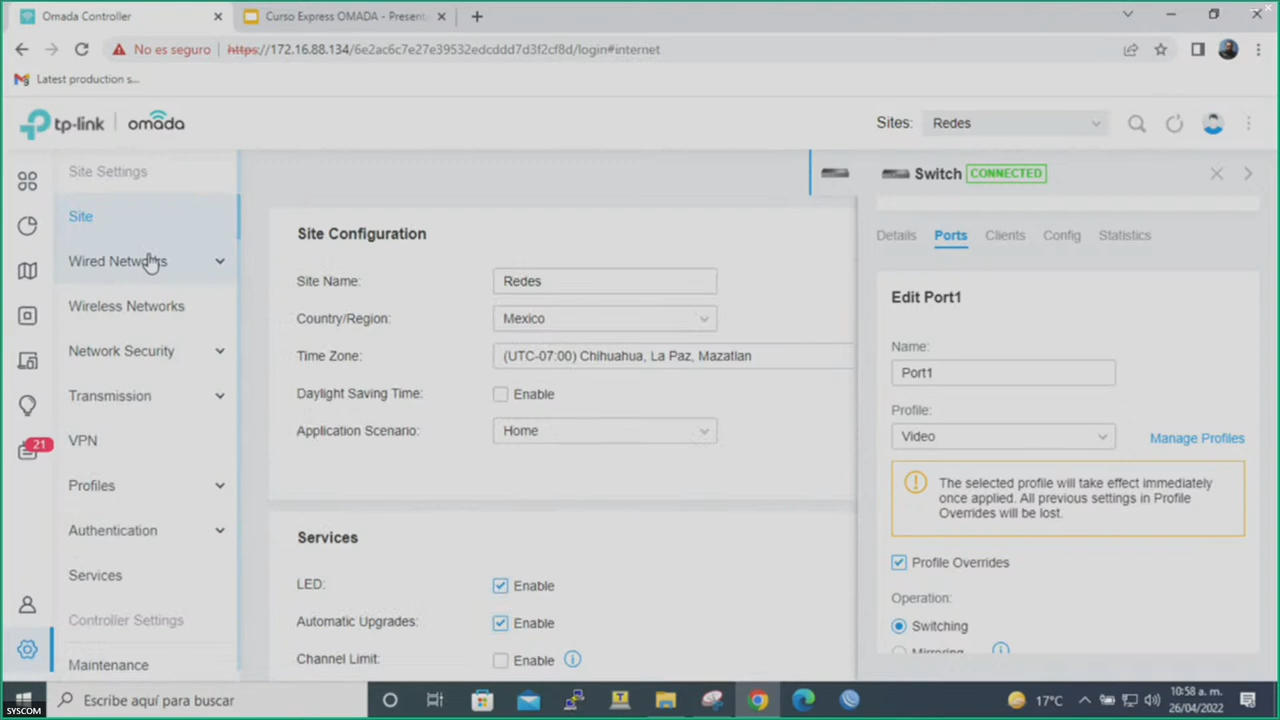 Omada Controller
Curso Express OMADA - Present
No es seguro
https://172.16.88.134/6e2ac6c7e27e39532edcddd7d3f2cf8d/login#internet
Latest production s...
tp-link | omada
Sites:
Redes
Site Settings
Site
Wired Networks
Wireless Networks
Network Security
Transmission
VPN
21
Profiles
Authentication
Services
Controller Settings
Maintenance
Site Configuration
Site Name:
Redes
Country/Region:
Mexico
Time Zone:
(UTC-07:00) Chihuahua, La Paz, Mazatlan
Daylight Saving Time:
Enable
Application Scenario:
Home
Services
LED:
Enable
Automatic Upgrades:
Enable
Channel Limit:
Enable
Switch CONNECTED
Details Ports Clients Config Statistics
Edit Port1
Name:
Port1
Profile:
Video
Manage Profiles
The selected profile will take effect immediately
once applied. All previous settings in Profile
Overrides will be lost.
Profile Overrides
Operation:
Switching
Mirroring
Escribe aquí para buscar
17°C
10:58 a. m.
26/04/2022
SYSCOM